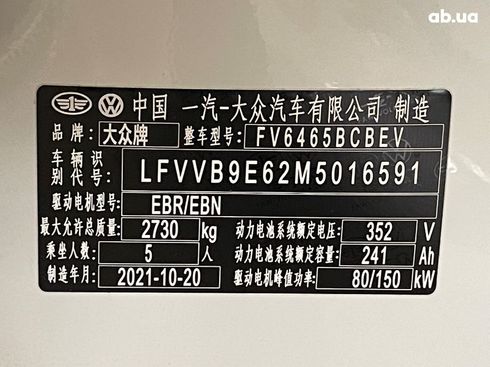 ab.ua
中国 一汽-大众汽车有限公司 制造
品牌: 大众牌 整车型号: FV6465BCBEV
车辆识别代号: LFVVB9E62M5016591
驱动电机型号: EBR/EBN
最大允许总质量: 2730 kg 动力电池系统额定电压: 352 V
乘坐人数: 5 人 动力电池系统额定容量: 241 Ah
制造年月: 2021-10-20 驱动电机峰值功率: 80/150 kW